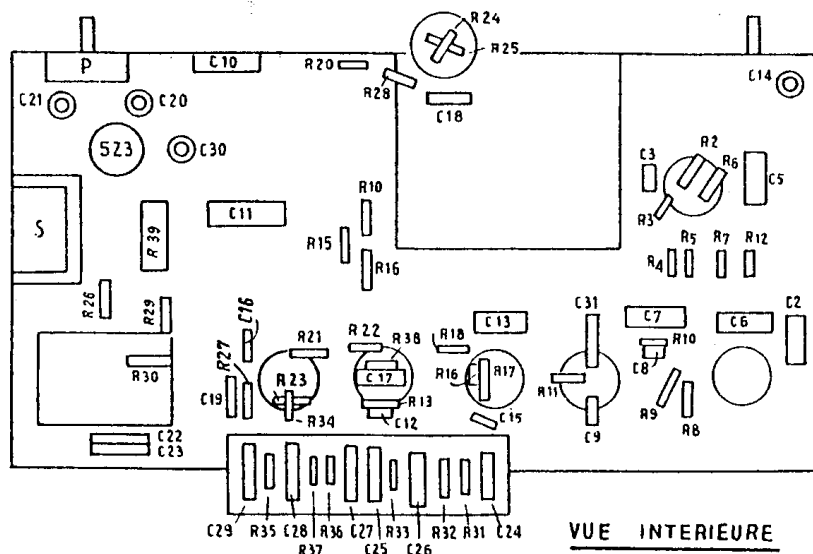 R24
R25
P
C10
R20
R28
C18
C14
C21
C20
523
C30
C3
R2
R6
C5
R3
S
R39
C11
R10
R15
R16
R4
R5
R7
R12
R26
R29
C16
R21
R22
R38
R18
C13
C31
C7
R10
C6
C2
R30
R27
C19
R23
R34
C17
R13
C12
R16
R17
C15
R11
C9
C8
R9
R8
C22
C23
C29
R35
C28
R37
R36
C27
C25
R33
C26
R32
R31
C24
VUE INTERIEURE